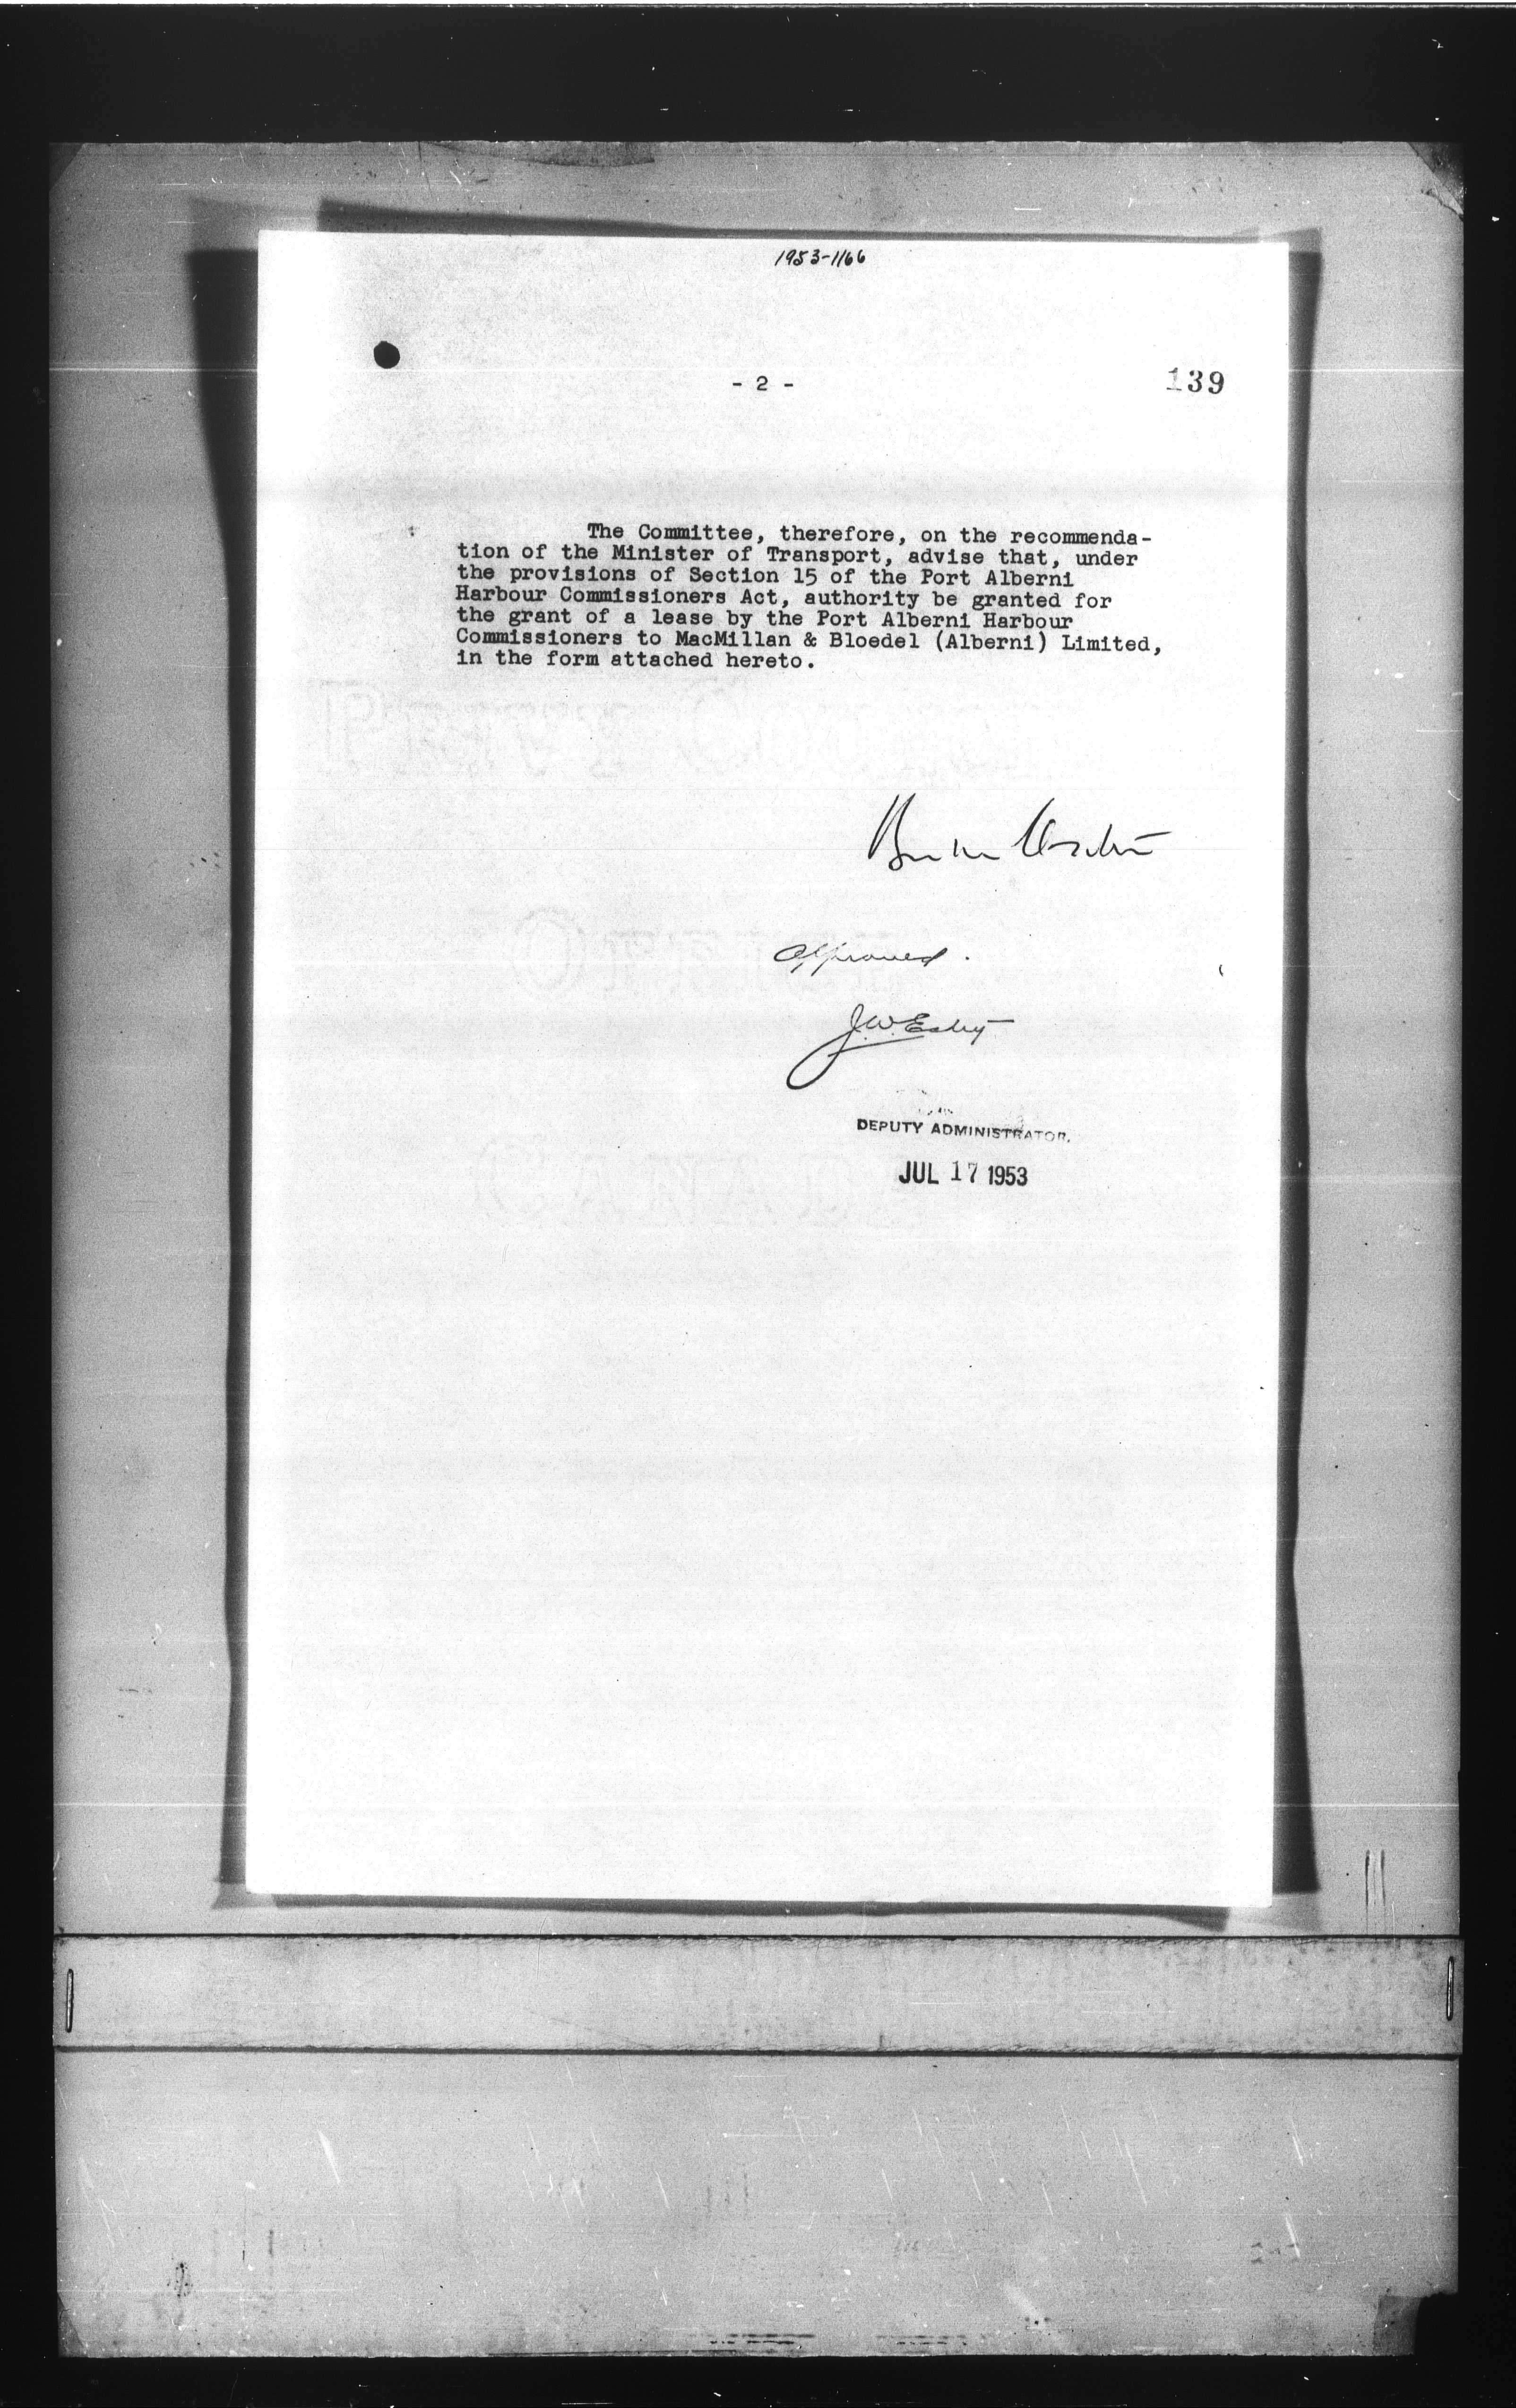 1953-1166
- 2 -
139
The Committee, therefore, on the recommenda-
tion of the Minister of Transport, advise that, under
the provisions of Section 15 of the Port Alberni
Harbour Commissioners Act, authority be granted for
the grant of a lease by the Port Alberni Harbour
Commissioners to MacMillan & Bloedel (Alberni) Limited,
in the form attached hereto.
Approved.
J.W. Estey
DEPUTY ADMINISTRATOR.
JUL 17 1953